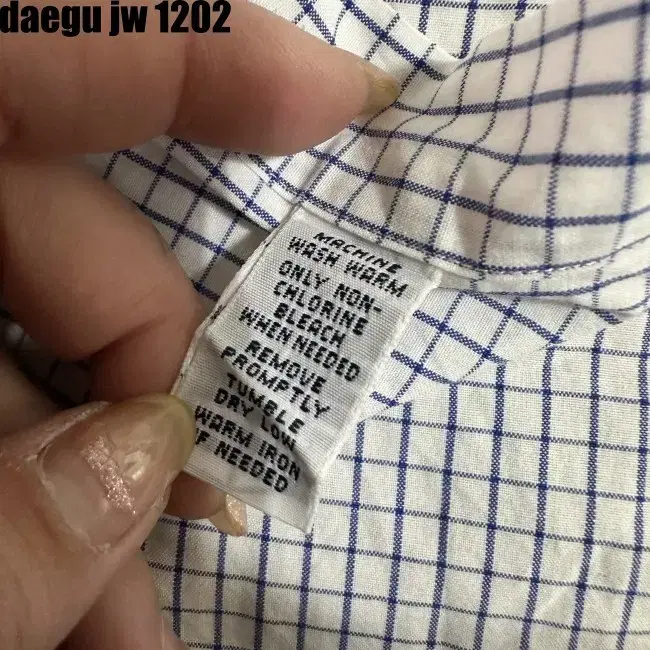 daegu jw 1202
MACHINE
WASH WARM
ONLY NON-
CHLORINE
BLEACH
WHEN NEEDED
REMOVE
PROMPTLY
TUMBLE
DRY LOW
WARM IRON
IF NEEDED